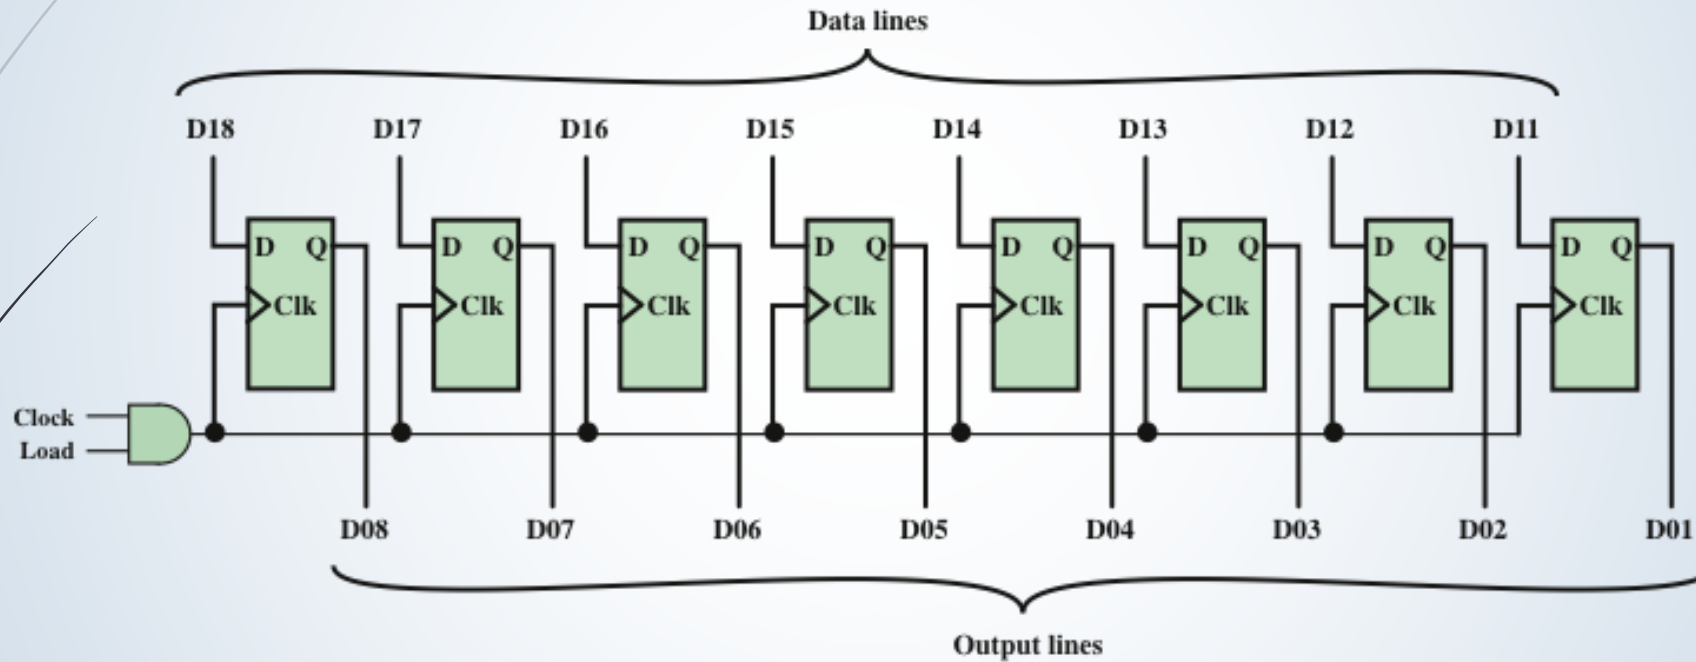 Data lines
D18 D17 D16 D15 D14 D13 D12 D11
D Q D Q D Q D Q D Q D Q D Q D Q
Clk Clk Clk Clk Clk Clk Clk Clk
Clock
Load
D08 D07 D06 D05 D04 D03 D02 D01
Output lines